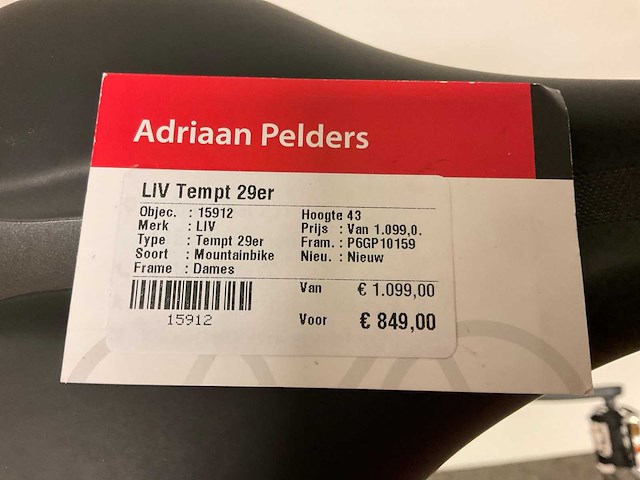 Adriaan Pelders
LIV Tempt 29er
Objec. : 15912 Hoogte 43
Merk : LIV Prijs : Van 1.099,0.
Type : Tempt 29er Fram. : P6GP10159
Soort : Mountainbike Nieu. : Nieuw
Frame : Dames
Van € 1.099,00
15912 Voor € 849,00